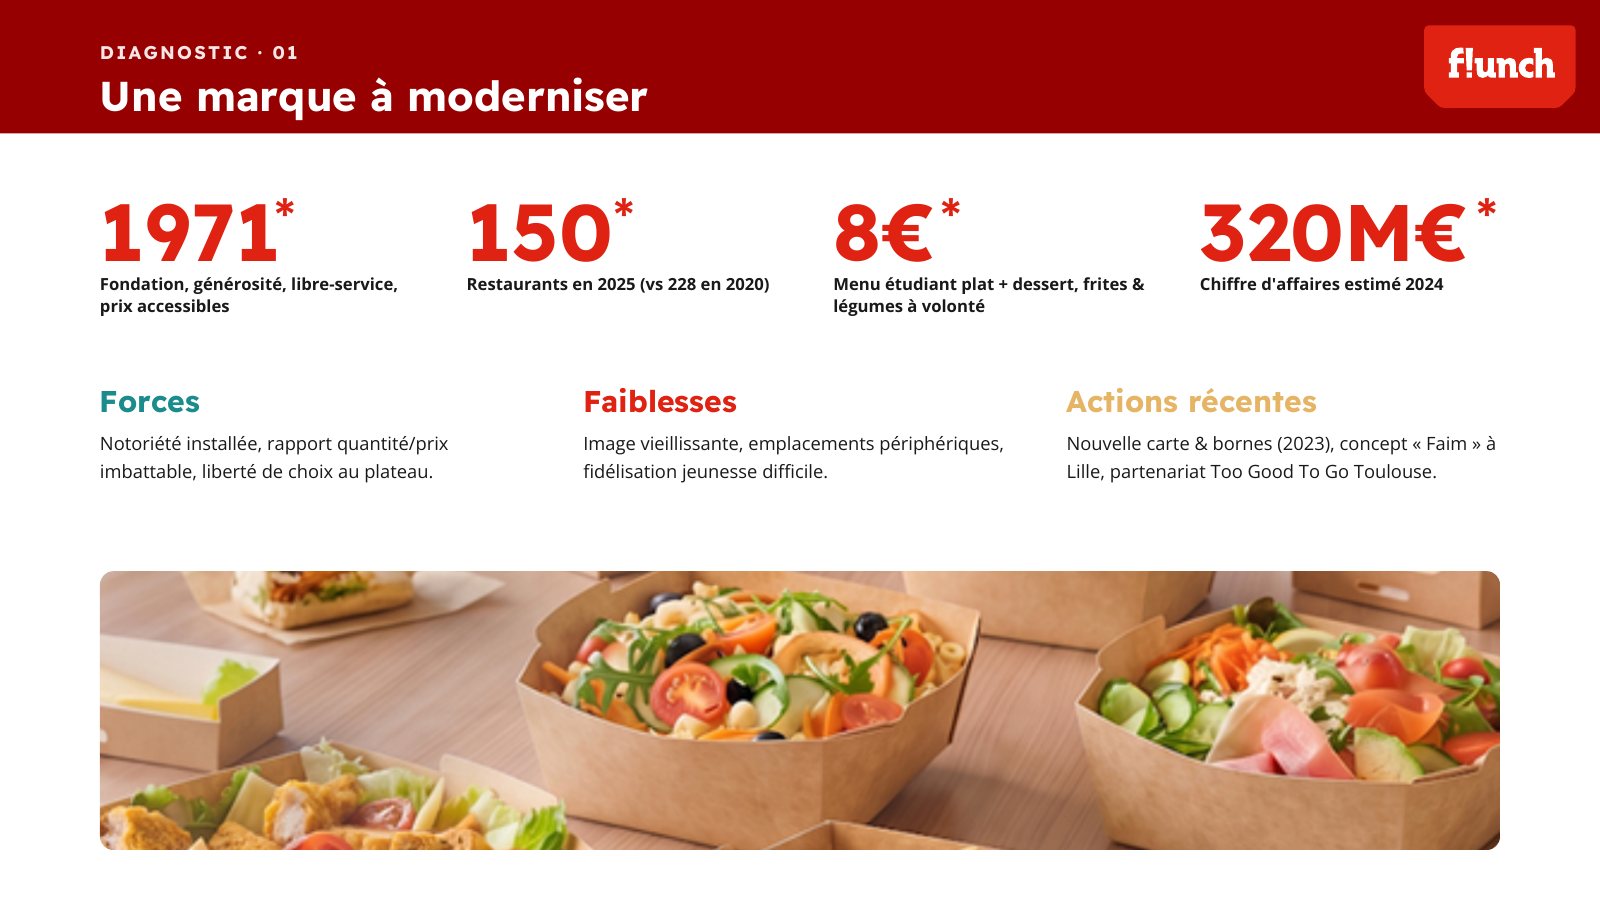 DIAGNOSTIC · 01
Une marque à moderniser
f!unch
1971*
Fondation, générosité, libre-service,
prix accessibles
150*
Restaurants en 2025 (vs 228 en 2020)
8€*
Menu étudiant plat + dessert, frites &
légumes à volonté
320M€*
Chiffre d'affaires estimé 2024
Forces
Notoriété installée, rapport quantité/prix
imbattable, liberté de choix au plateau.
Faiblesses
Image vieillissante, emplacements périphériques,
fidélisation jeunesse difficile.
Actions récentes
Nouvelle carte & bornes (2023), concept « Faim » à
Lille, partenariat Too Good To Go Toulouse.